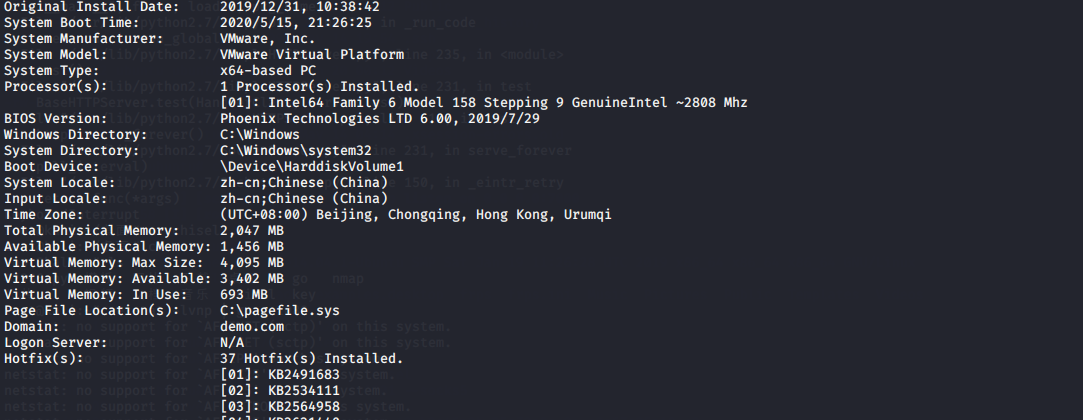 Original Install Date: 2019/12/31, 10:38:42
System Boot Time: 2020/5/15, 21:26:25
System Manufacturer: VMware, Inc.
System Model: VMware Virtual Platform
System Type: x64-based PC
Processor(s): 1 Processor(s) Installed.
[01]: Intel64 Family 6 Model 158 Stepping 9 GenuineIntel ~2808 Mhz
BIOS Version: Phoenix Technologies LTD 6.00, 2019/7/29
Windows Directory: C:\Windows
System Directory: C:\Windows\system32
Boot Device: \Device\HarddiskVolume1
System Locale: zh-cn;Chinese (China)
Input Locale: zh-cn;Chinese (China)
Time Zone: (UTC+08:00) Beijing, Chongqing, Hong Kong, Urumqi
Total Physical Memory: 2,047 MB
Available Physical Memory: 1,456 MB
Virtual Memory: Max Size: 4,095 MB
Virtual Memory: Available: 3,402 MB
Virtual Memory: In Use: 693 MB
Page File Location(s): C:\pagefile.sys
Domain: demo.com
Logon Server: N/A
Hotfix(s): 37 Hotfix(s) Installed.
[01]: KB2491683
[02]: KB2534111
[03]: KB2564958